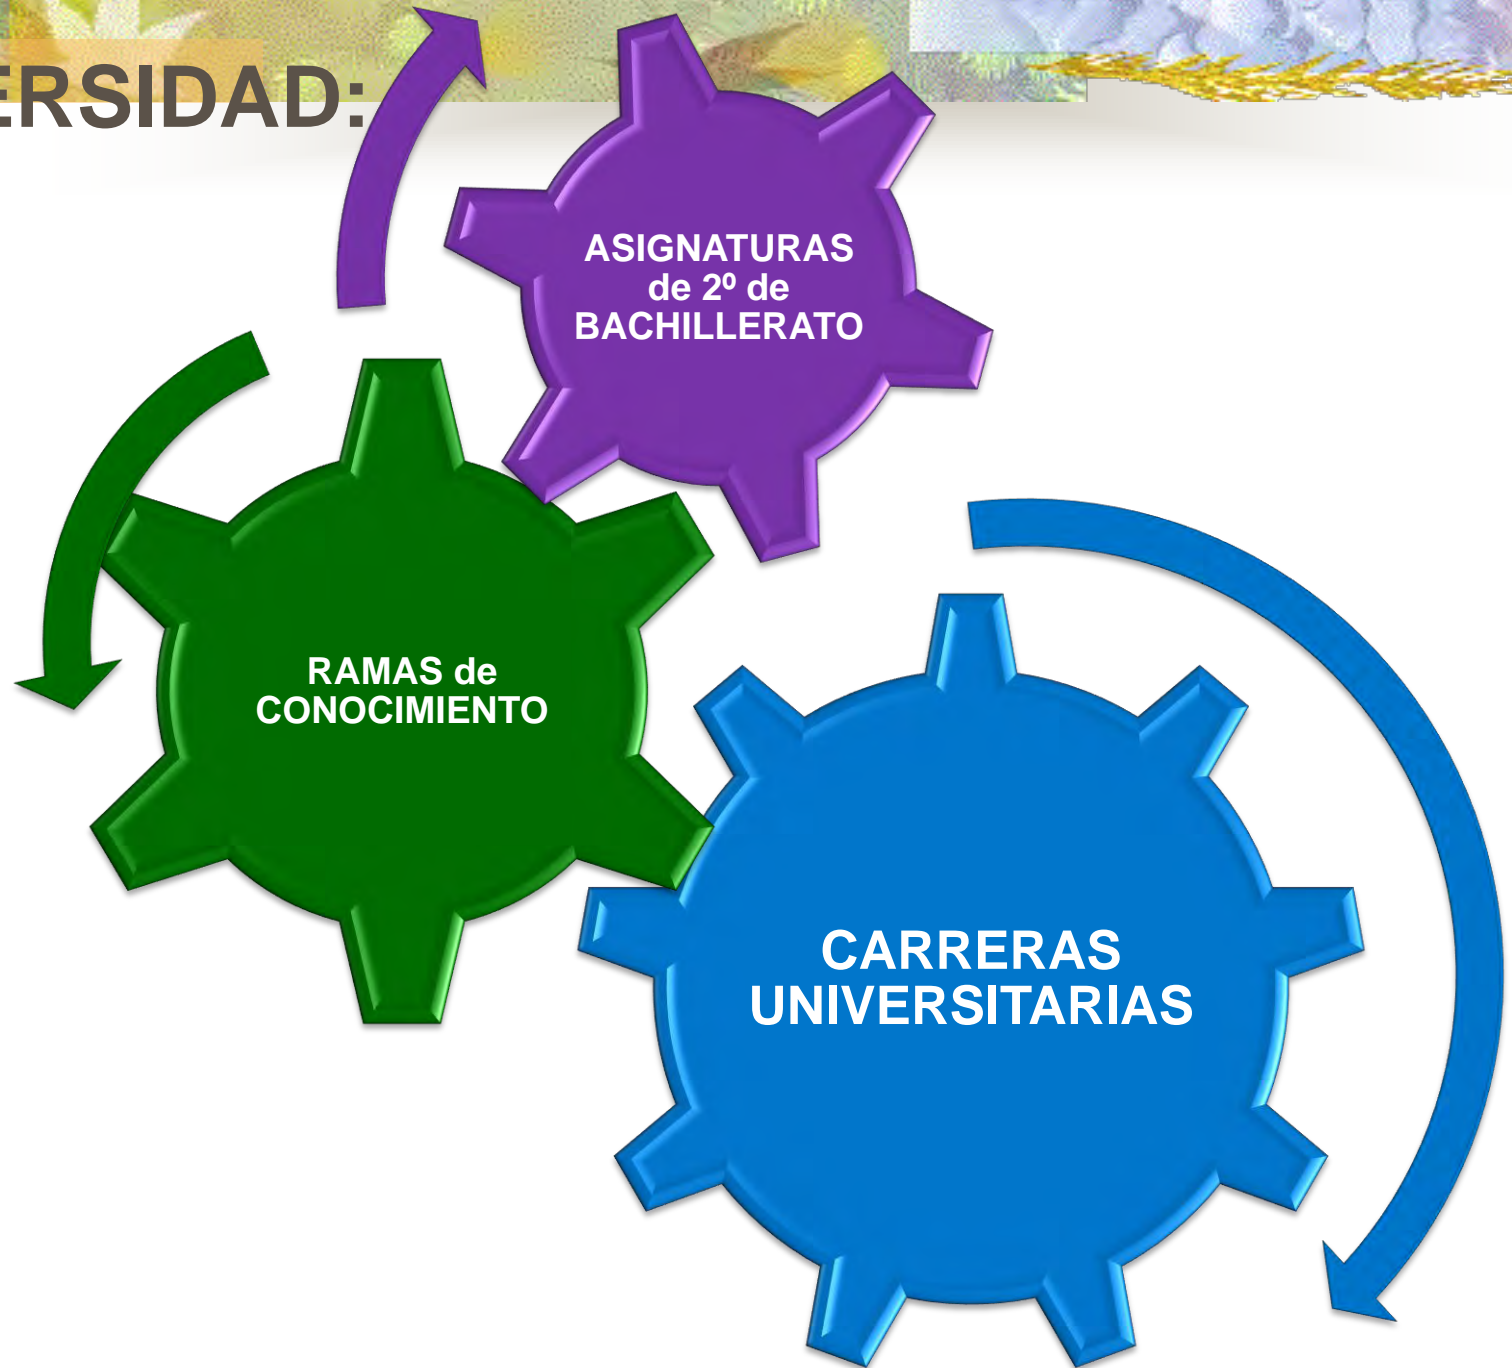 ERSIDAD:
ASIGNATURAS
de 2º de
BACHILLERATO
RAMAS de
CONOCIMIENTO
CARRERAS
UNIVERSITARIAS